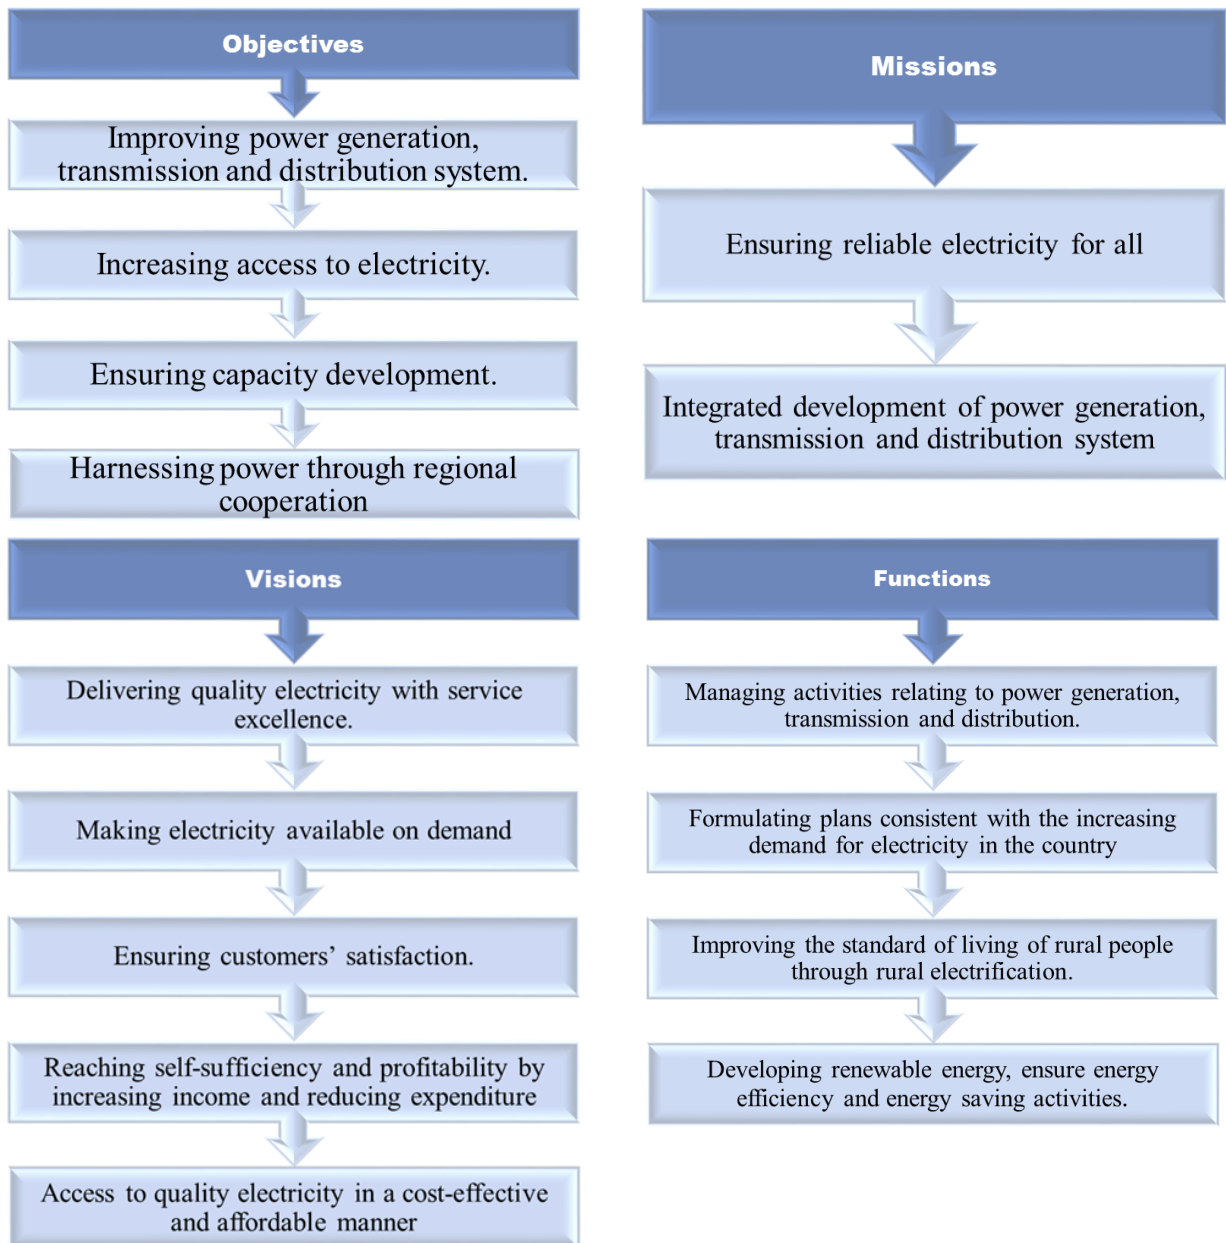 Objectives
Improving power generation,
transmission and distribution system.
Increasing access to electricity.
Ensuring capacity development.
Harnessing power through regional
cooperation
Missions
Ensuring reliable electricity for all
Integrated development of power generation,
transmission and distribution system
Visions
Delivering quality electricity with service
excellence.
Making electricity available on demand
Ensuring customers’ satisfaction.
Reaching self-sufficiency and profitability by
increasing income and reducing expenditure
Access to quality electricity in a cost-effective
and affordable manner
Functions
Managing activities relating to power generation,
transmission and distribution.
Formulating plans consistent with the increasing
demand for electricity in the country
Improving the standard of living of rural people
through rural electrification.
Developing renewable energy, ensure energy
efficiency and energy saving activities.